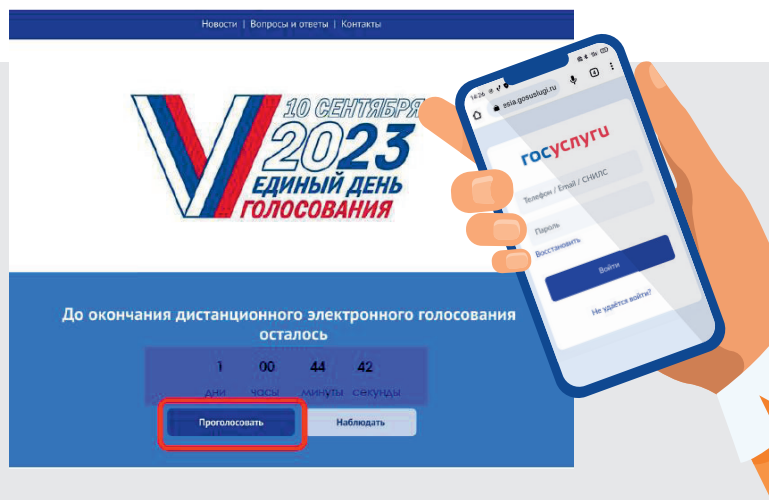 Новости | Вопросы и ответы | Контакты
10 СЕНТЯБРЯ
2023
ЕДИНЫЙ ДЕНЬ
ГОЛОСОВАНИЯ
До окончания дистанционного электронного голосования
осталось
1 00 44 42
дни часы минуты секунды
Проголосовать Наблюдать
14:26
esia.gosuslugi.ru
госуслуги
Телефон / Email / СНИЛС
Пароль
Восстановить
Войти
Не удаётся войти?